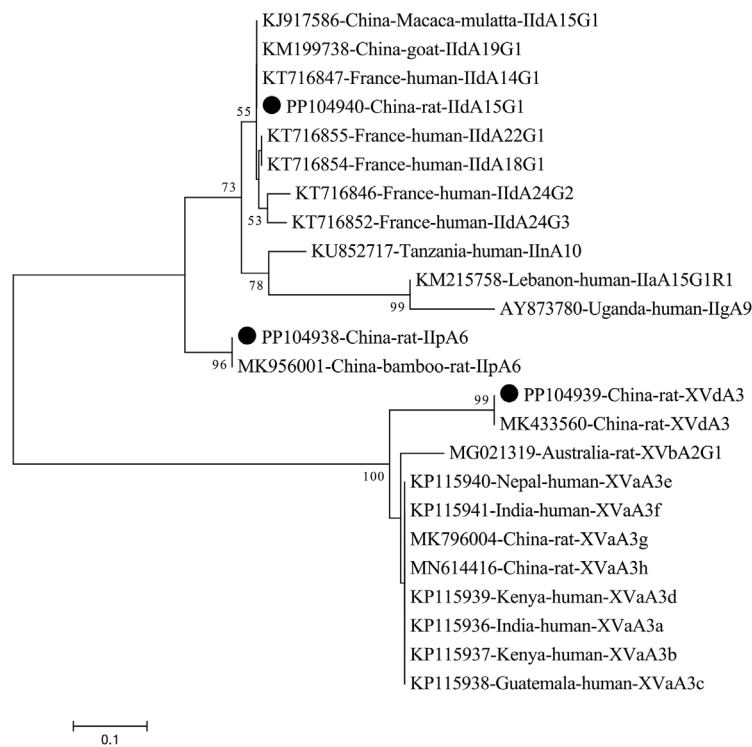 KJ917586-China-Macaca-mulatta-IIdA15G1
KM199738-China-goat-IIdA19G1
KT716847-France-human-IIdA14G1
55
PP104940-China-rat-IIdA15G1
KT716855-France-human-IIdA22G1
KT716854-France-human-IIdA18G1
73
KT716846-France-human-IIdA24G2
53
KT716852-France-human-IIdA24G3
KU852717-Tanzania-human-IInA10
78
KM215758-Lebanon-human-IIaA15G1R1
99
AY873780-Uganda-human-IIgA9
PP104938-China-rat-IIpA6
96
MK956001-China-bamboo-rat-IIpA6
99
PP104939-China-rat-XVdA3
MK433560-China-rat-XVdA3
MG021319-Australia-rat-XVbA2G1
100
KP115940-Nepal-human-XVaA3e
KP115941-India-human-XVaA3f
MK796004-China-rat-XVaA3g
MN614416-China-rat-XVaA3h
KP115939-Kenya-human-XVaA3d
KP115936-India-human-XVaA3a
KP115937-Kenya-human-XVaA3b
KP115938-Guatemala-human-XVaA3c
0.1